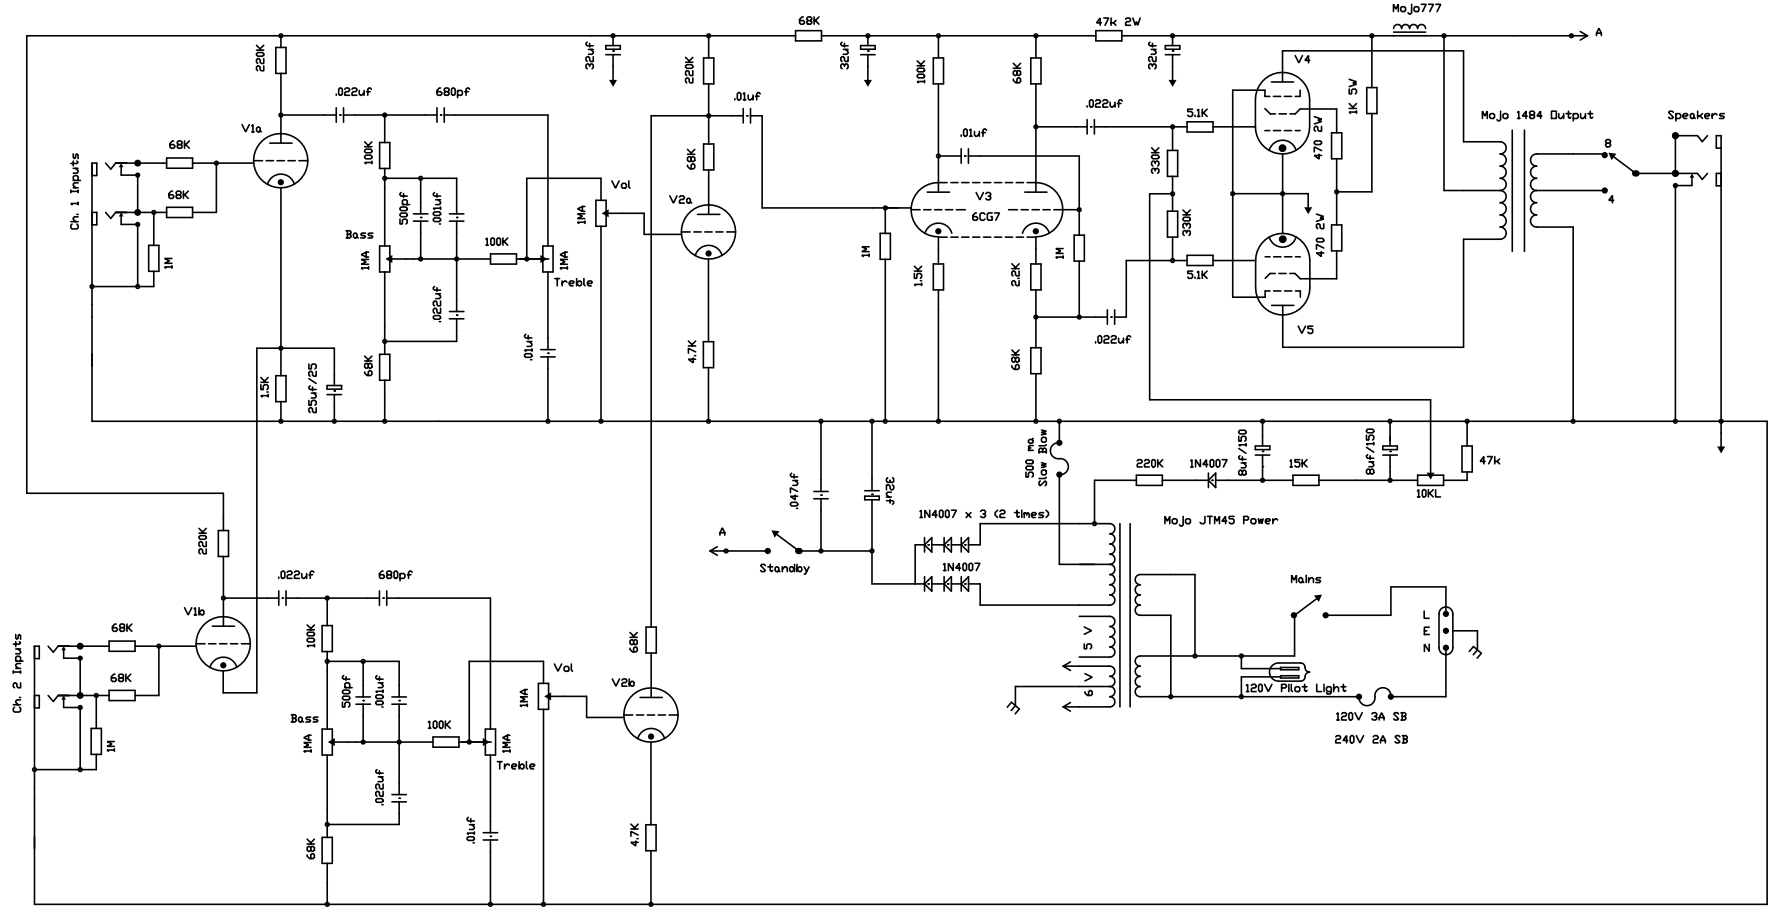 Mojo777
68K
47k 2W
A
220K
32uf
220K
32uf
100K
68K
32uf
V4
1K 5W
.022uf
680pf
.01uf
.022uf
5.1K
470 2W
Mojo 1484 Output
Speakers
V1a
68K
100K
68K
.01uf
330K
8
Ch. 1 Inputs
68K
500pf
.001uf
Vol
1MA
V2a
V3
6CG7
4
1M
Bass
1MA
100K
1MA
Treble
1M
1.5K
2.2K
1M
330K
5.1K
470 2W
.022uf
V5
.01uf
4.7K
.022uf
68K
1.5K
25uf/25
68K
500 ma
Slow Blow
220K
1N4007
8uf/150
15K
8uf/150
10KL
47k
.047uf
32uf
1N4007 x 3 (2 times)
Mojo JTM45 Power
A
Standby
1N4007
220K
.022uf
680pf
Mains
V1b
L
E
N
68K
100K
68K
5 V
Ch. 2 Inputs
68K
500pf
.001uf
Vol
1MA
V2b
6 V
120V Pilot Light
1M
Bass
1MA
100K
1MA
Treble
120V 3A SB
240V 2A SB
.022uf
.01uf
4.7K
68K